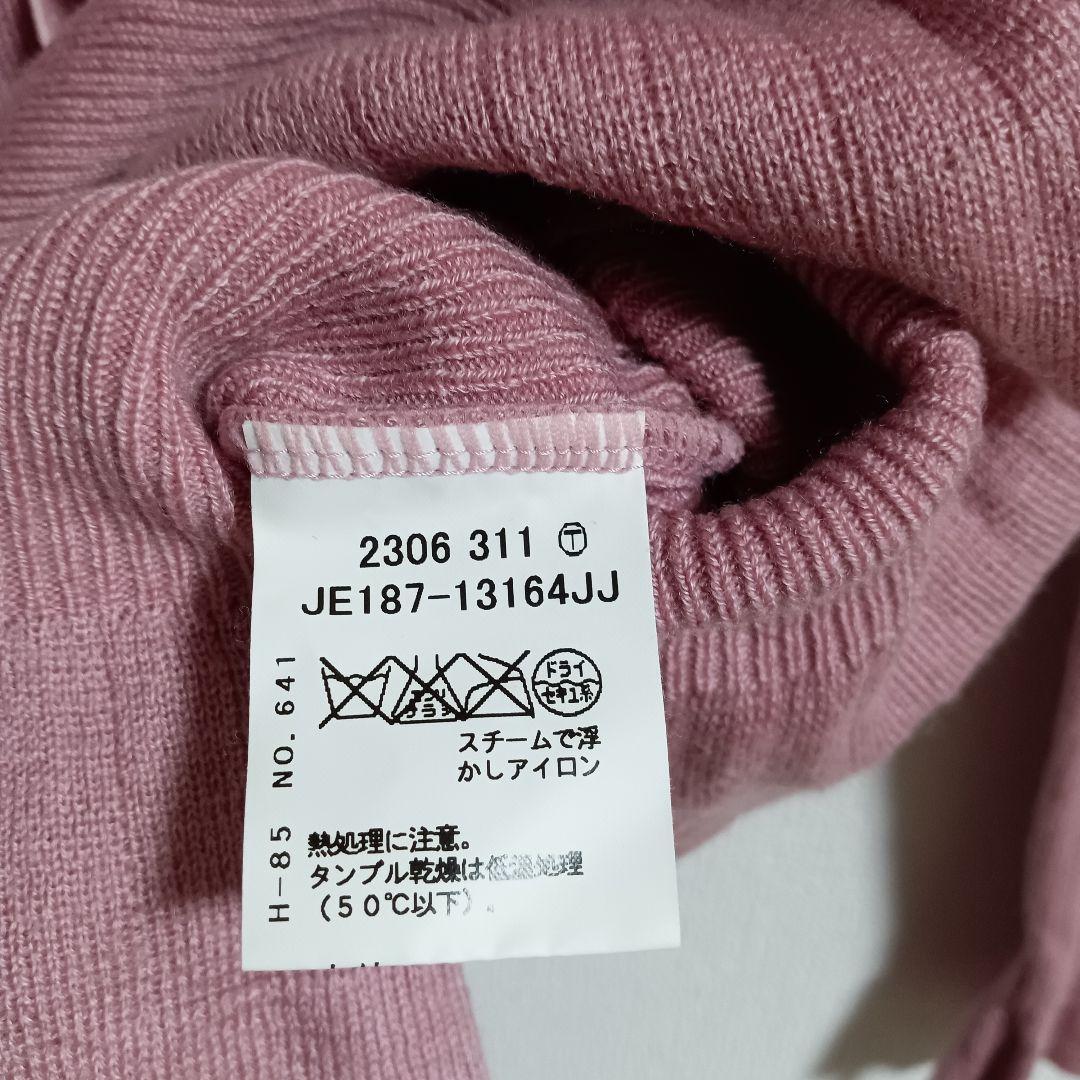 2306 311 Ⓣ
JE187-13164JJ
ドライ
セキユ系
スチームで浮
かしアイロン
熱処理に注意。
タンブル乾燥は低温処理
(50℃以下)。
H-85 NO. 641